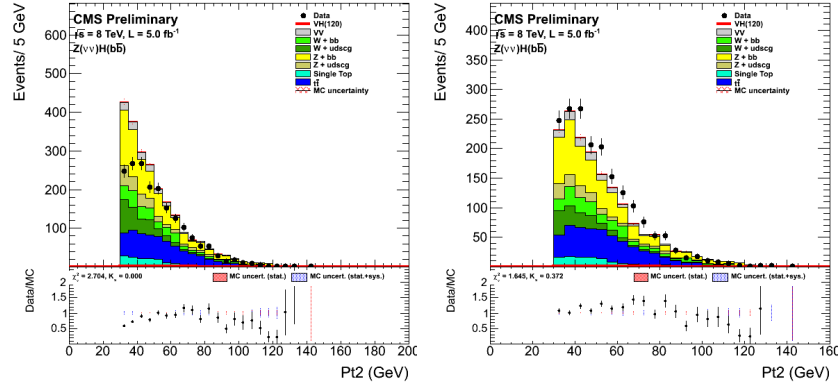 CMS Preliminary
√s = 8 TeV, L = 5.0 fb⁻¹
Z(νν)H(bb̅)
Data
VH(120)
VV
W + bb
W + udscg
Z + bb
Z + udscg
Single Top
tt̅
MC uncertainty
Events/ 5 GeV
600
500
400
300
200
100
χ² = 2.704, K = 0.000
MC uncert. (stat.)
MC uncert. (stat+sys.)
Data/MC
2
1.5
1
0.5
0 20 40 60 80 100 120 140 160 180 200
Pt2 (GeV)
CMS Preliminary
√s = 8 TeV, L = 5.0 fb⁻¹
Z(νν)H(bb̅)
Data
VH(120)
VV
W + bb
W + udscg
Z + bb
Z + udscg
Single Top
tt̅
MC uncertainty
Events/ 5 GeV
400
350
300
250
200
150
100
50
χ² = 1.645, K = 0.372
MC uncert. (stat.)
MC uncert. (stat+sys.)
Data/MC
2
1.5
1
0.5
0 20 40 60 80 100 120 140 160
Pt2 (GeV)